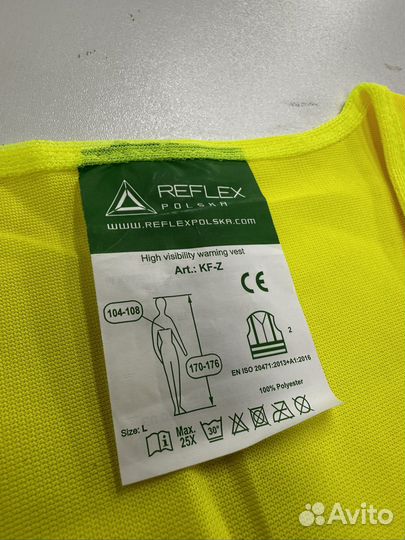 REFLEX
POLSKA
WWW.REFLEXPOLSKA.COM
High visibility warning vest
Art.: KF-Z
CE
104-108
170-176
2
EN ISO 20471:2013+A1:2016
100% Polyester
Size: L
i
Max.
25X
30°
Avito